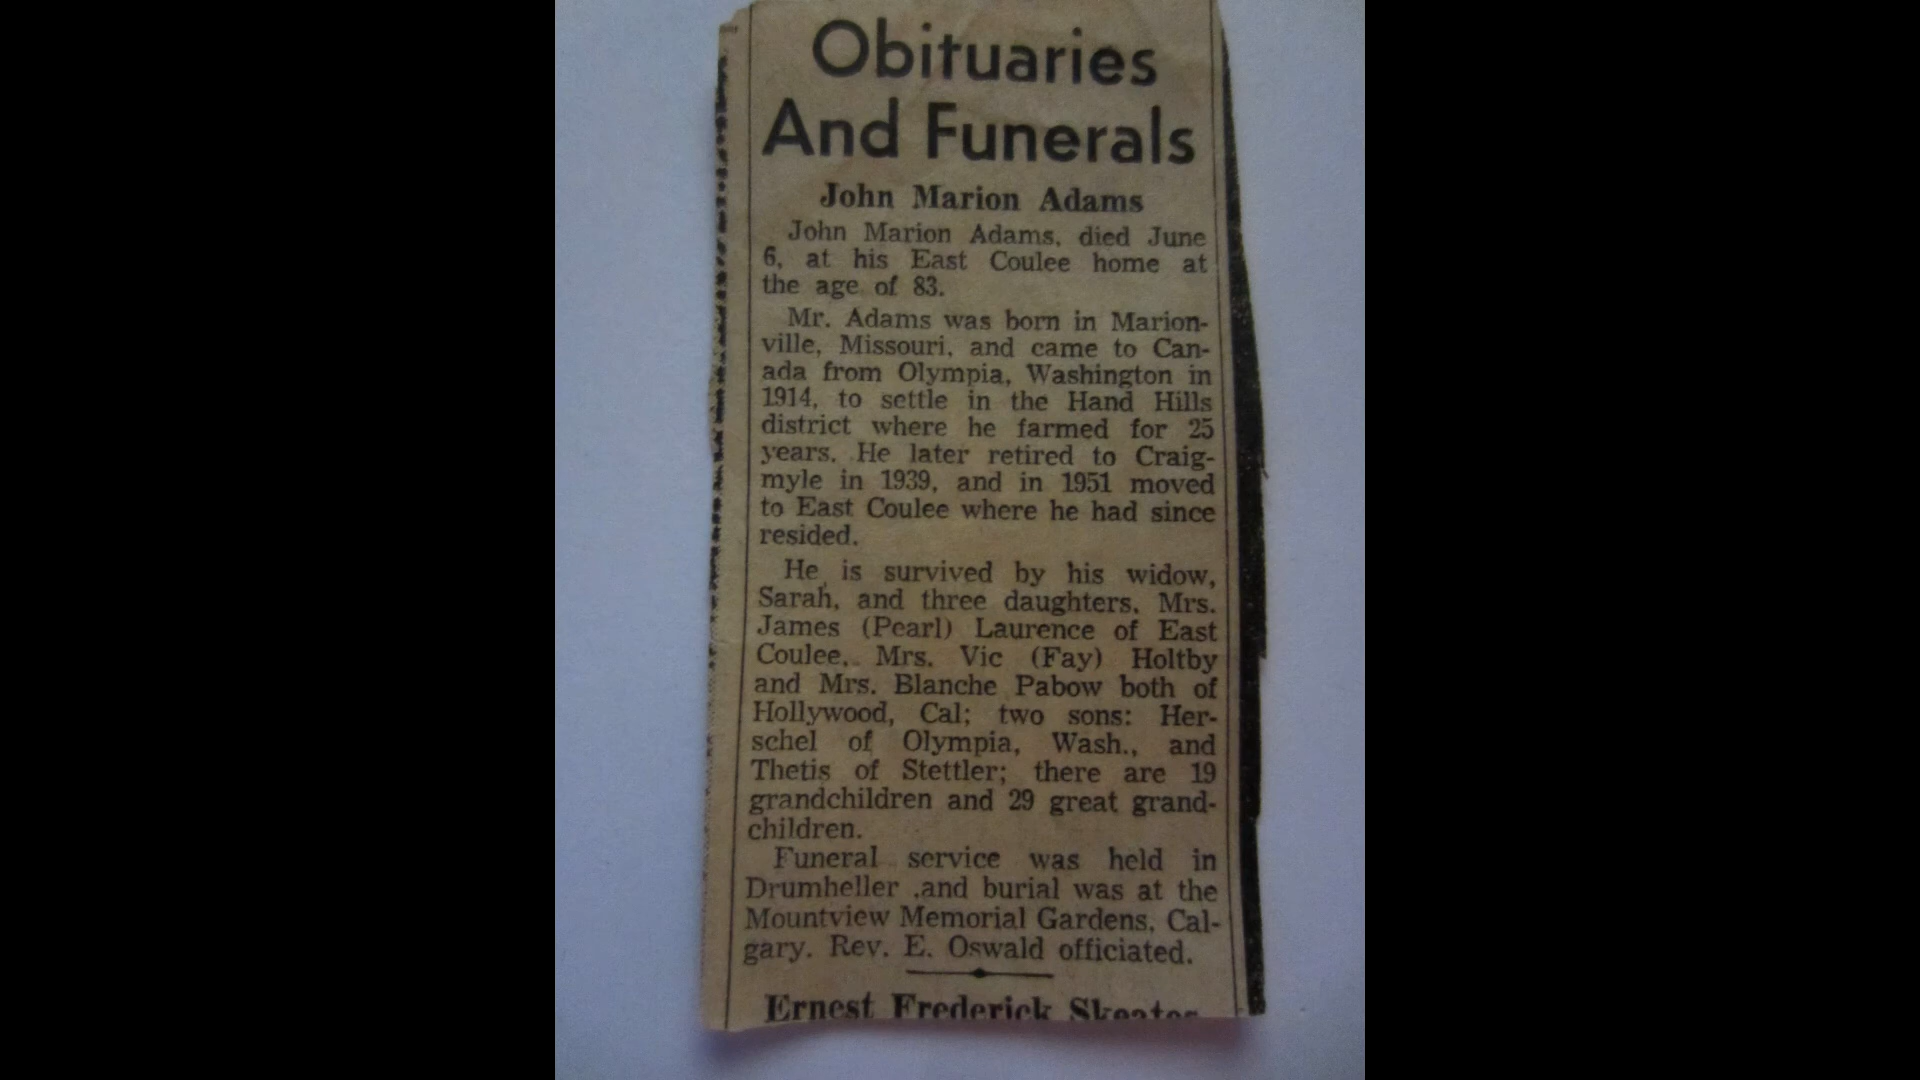 Obituaries
And Funerals
John Marion Adams
John Marion Adams, died June
6, at his East Coulee home at
the age of 83.
Mr. Adams was born in Marion-
ville, Missouri, and came to Can-
ada from Olympia, Washington in
1914, to settle in the Hand Hills
district where he farmed for 25
years. He later retired to Craig-
myle in 1939, and in 1951 moved
to East Coulee where he had since
resided.
He is survived by his widow,
Sarah, and three daughters, Mrs.
James (Pearl) Laurence of East
Coulee, Mrs. Vic (Fay) Holtby
and Mrs. Blanche Pabow both of
Hollywood, Cal; two sons: Her-
schel of Olympia, Wash., and
Thetis of Stettler; there are 19
grandchildren and 29 great grand-
children.
Funeral service was held in
Drumheller ,and burial was at the
Mountview Memorial Gardens, Cal-
gary. Rev. E. Oswald officiated.
Ernest Frederick